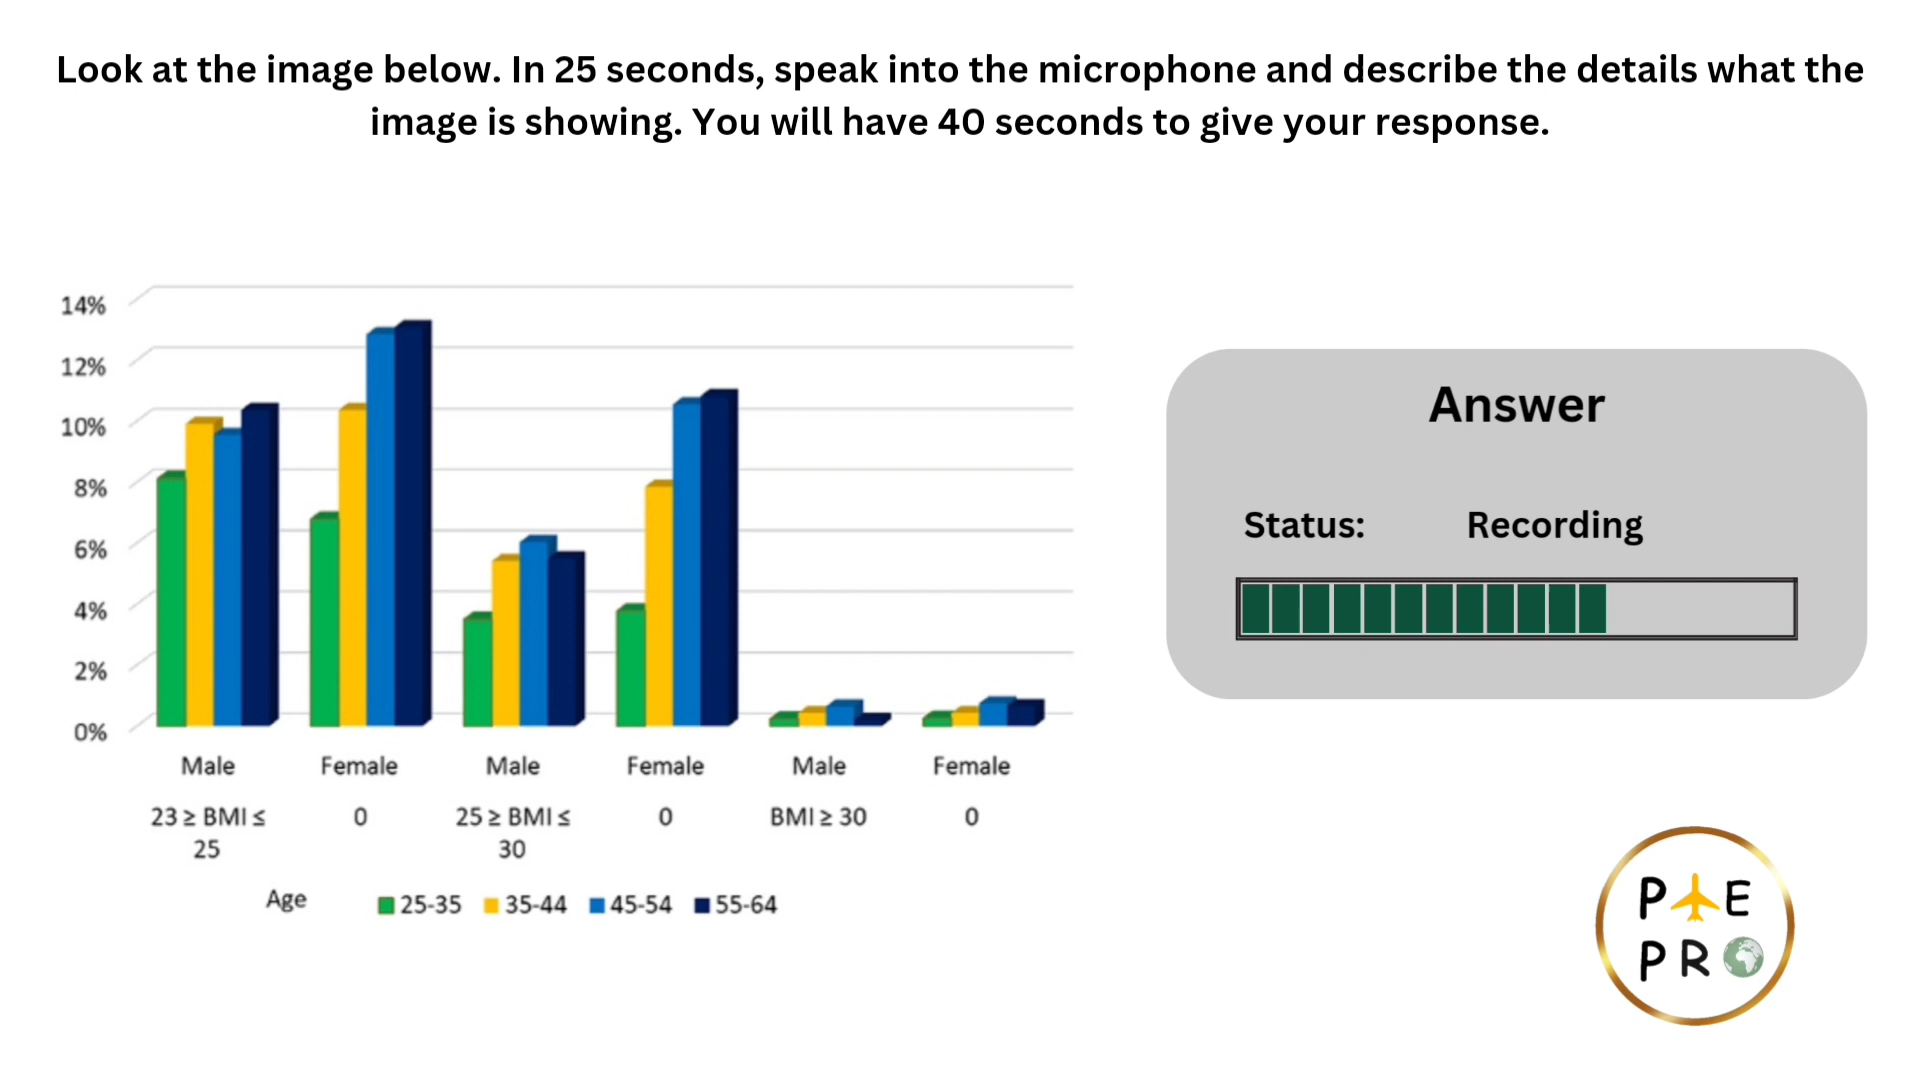 Look at the image below. In 25 seconds, speak into the microphone and describe the details what the
image is showing. You will have 40 seconds to give your response.
14%
12%
10%
8%
6%
4%
2%
0%
Male Female Male Female Male Female
23 ≥ BMI ≤ 0 25 ≥ BMI ≤ 0 BMI ≥ 30 0
25 30
Age 25-35 35-44 45-54 55-64
Answer
Status: Recording
P E
P R